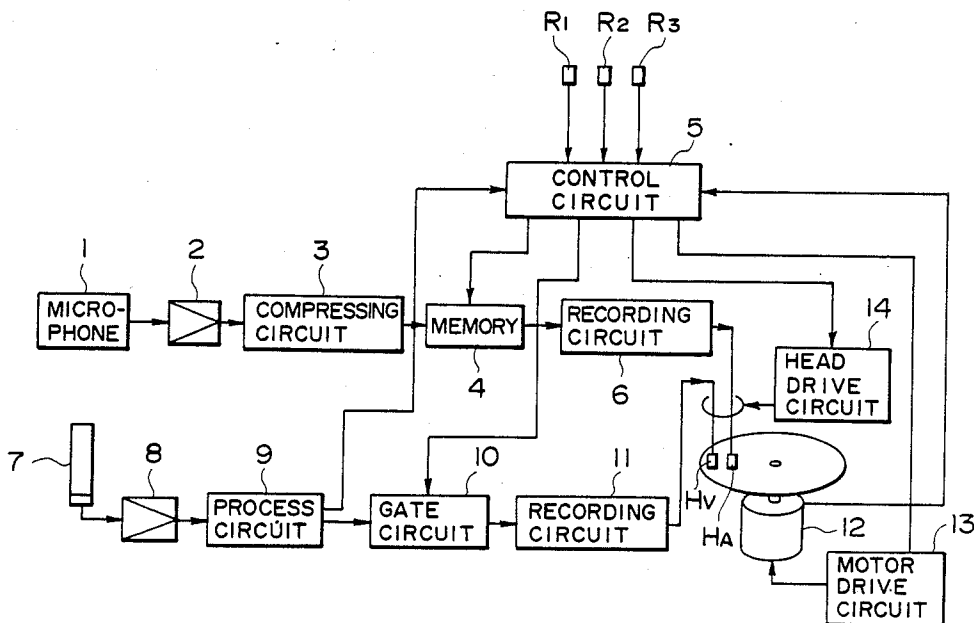 R1 R2 R3
5
CONTROL
CIRCUIT
1
2
3
MICRO-
PHONE
COMPRESSING
CIRCUIT
MEMORY
4
RECORDING
CIRCUIT
6
14
HEAD
DRIVE
CIRCUIT
7
8
9
PROCESS
CIRCUIT
10
GATE
CIRCUIT
11
RECORDING
CIRCUIT
HV
HA
12
13
MOTOR
DRIVE
CIRCUIT